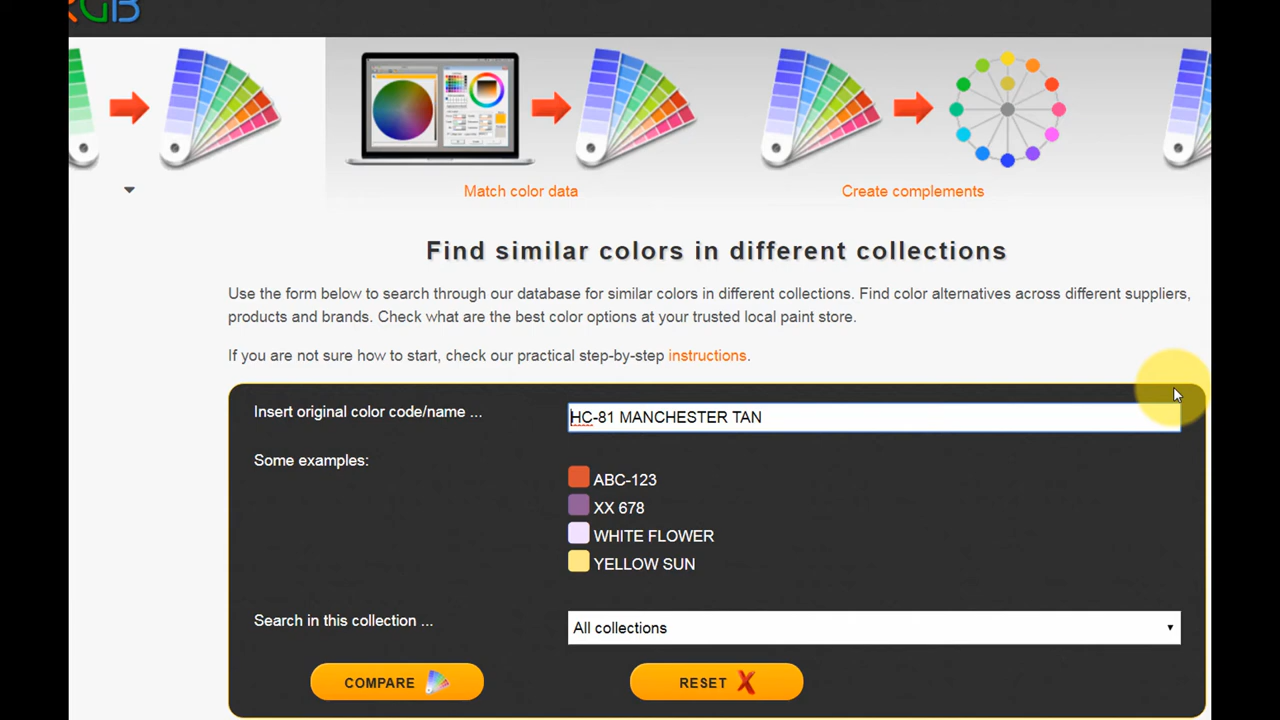 RGB
Match color data
Create complements
Find similar colors in different collections
Use the form below to search through our database for similar colors in different collections. Find color alternatives across different suppliers,
products and brands. Check what are the best color options at your trusted local paint store.
If you are not sure how to start, check our practical step-by-step instructions.
Insert original color code/name ...
HC-81 MANCHESTER TAN
Some examples:
ABC-123
XX 678
WHITE FLOWER
YELLOW SUN
Search in this collection ...
All collections
COMPARE
RESET